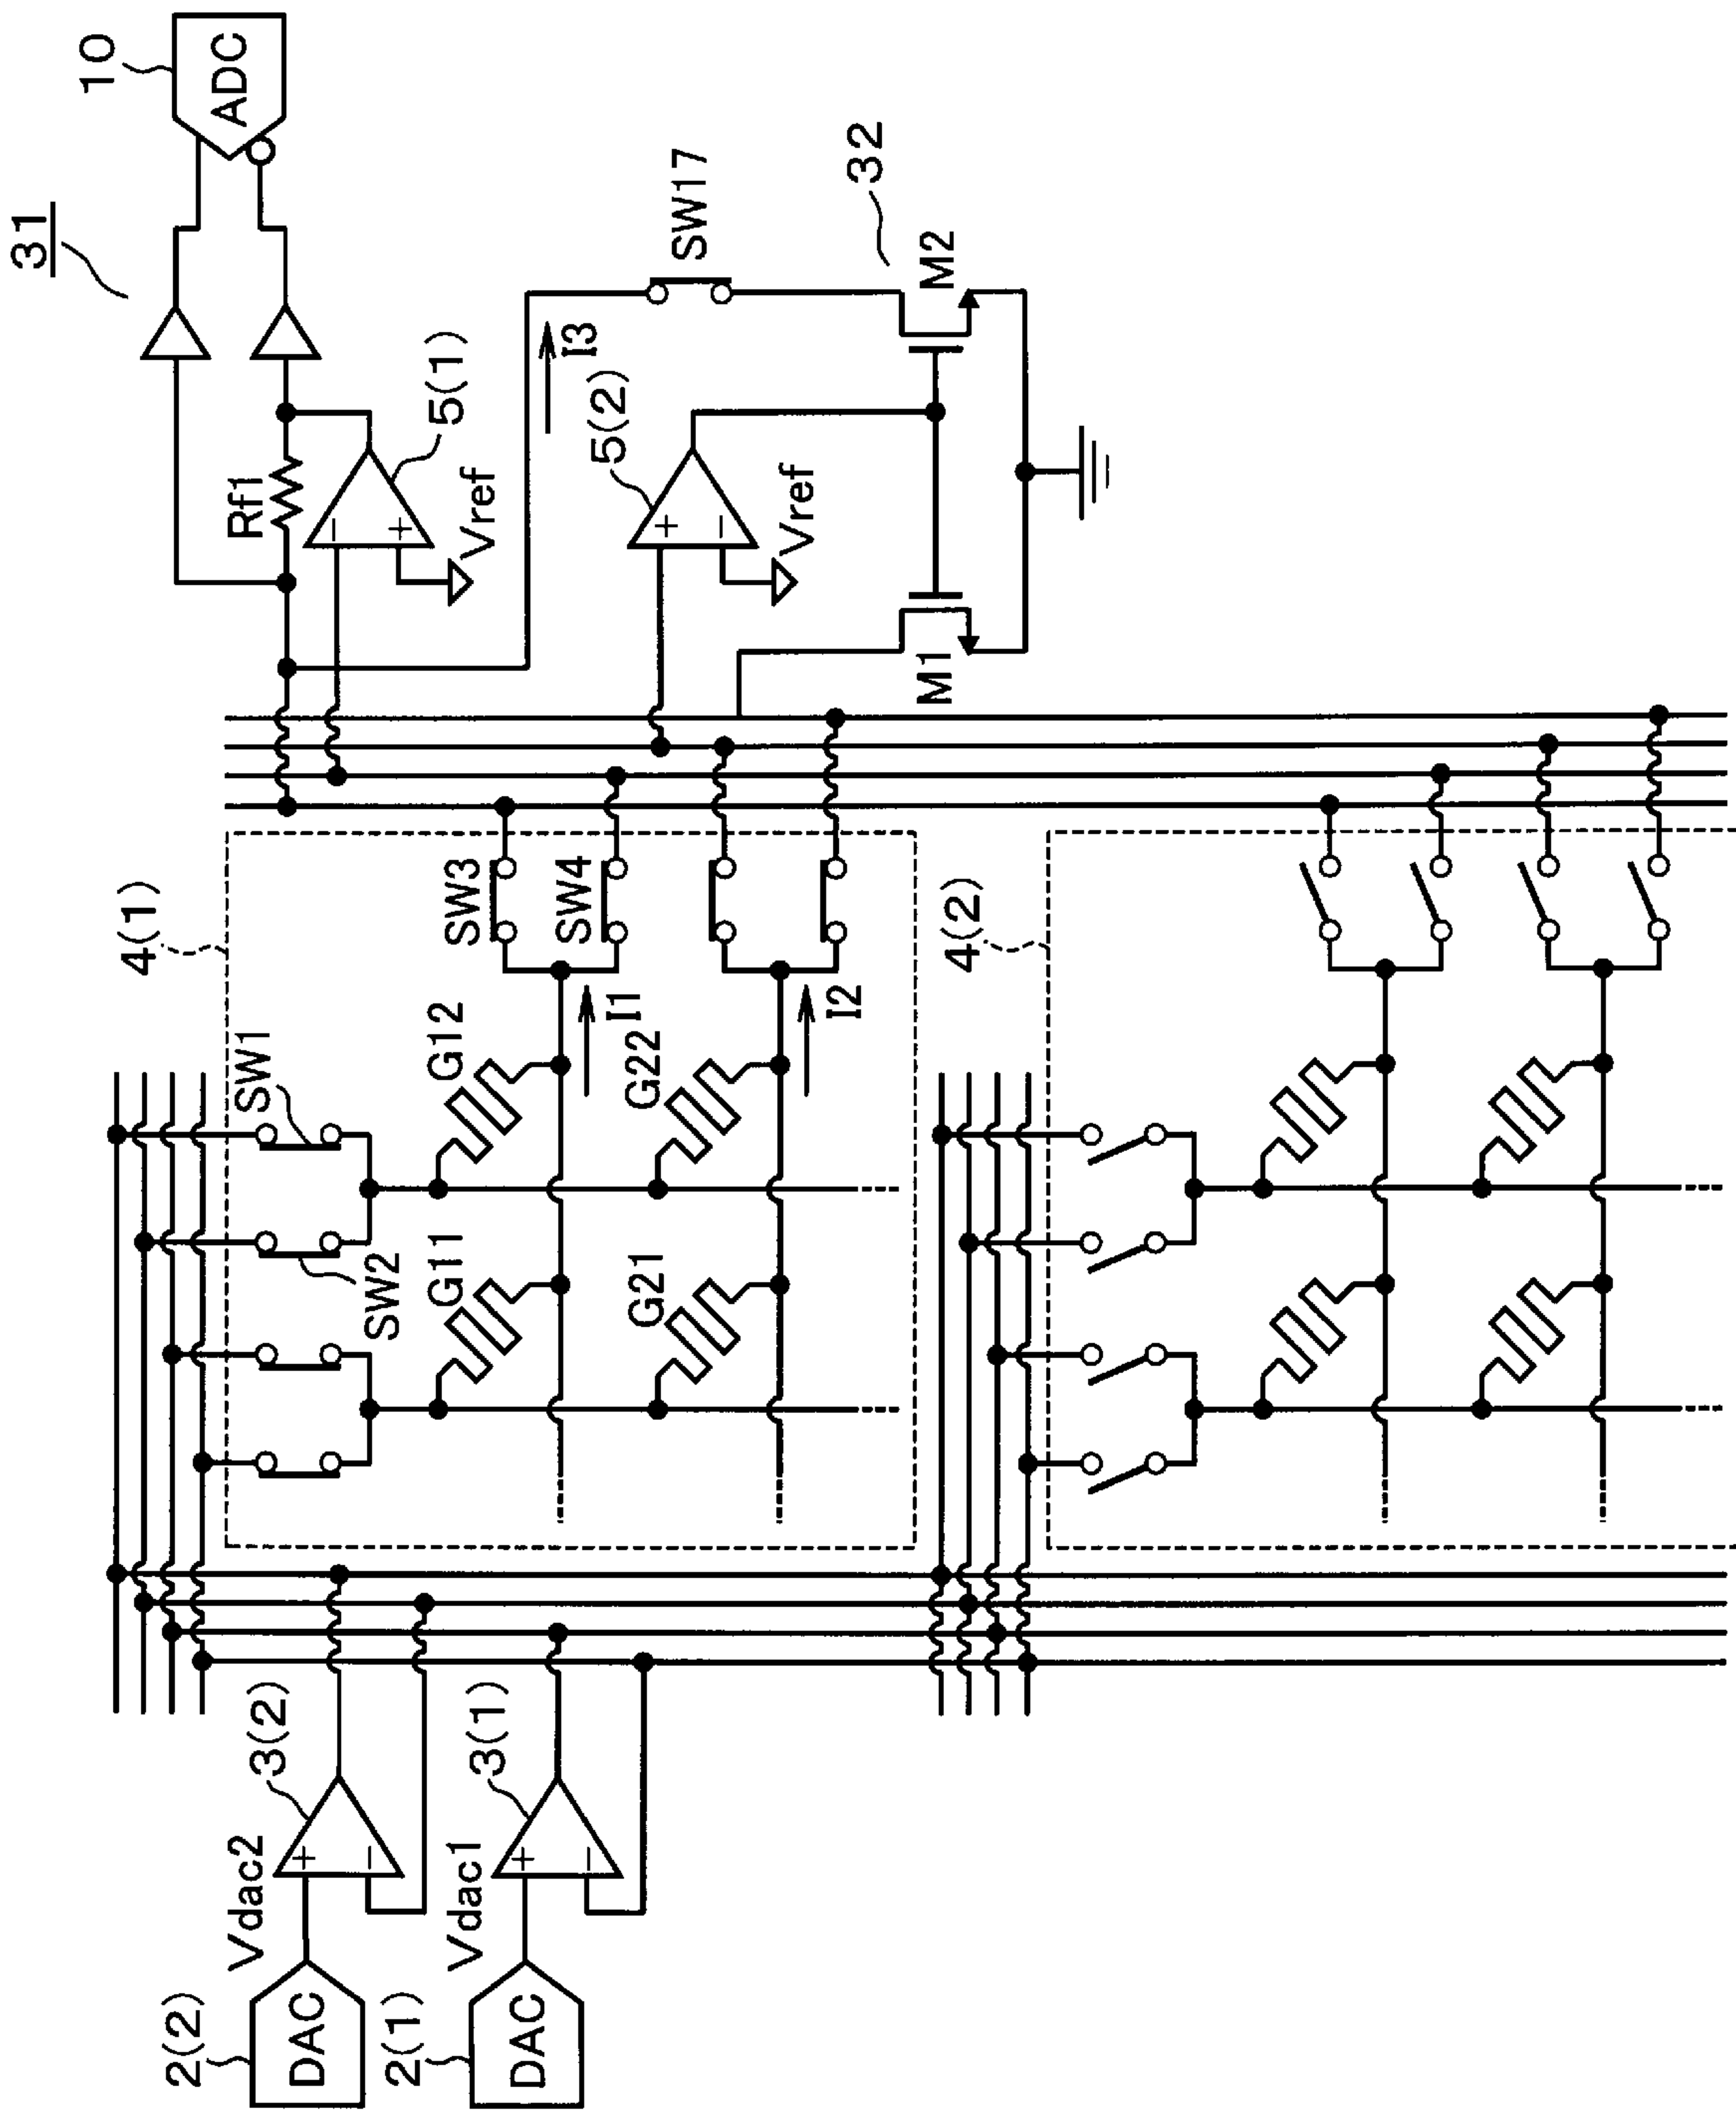 31
10
ADC
Rf1
5(1)
Vref
-
+
I3
SW17
5(2)
+
-
Vref
32
M1
M2
4(1)
SW1
SW2
SW3
SW4
G11
G12
I1
G21
G22
I2
4(2)
2(2)
DAC
Vdac2
3(2)
+
-
2(1)
DAC
Vdac1
3(1)
+
-